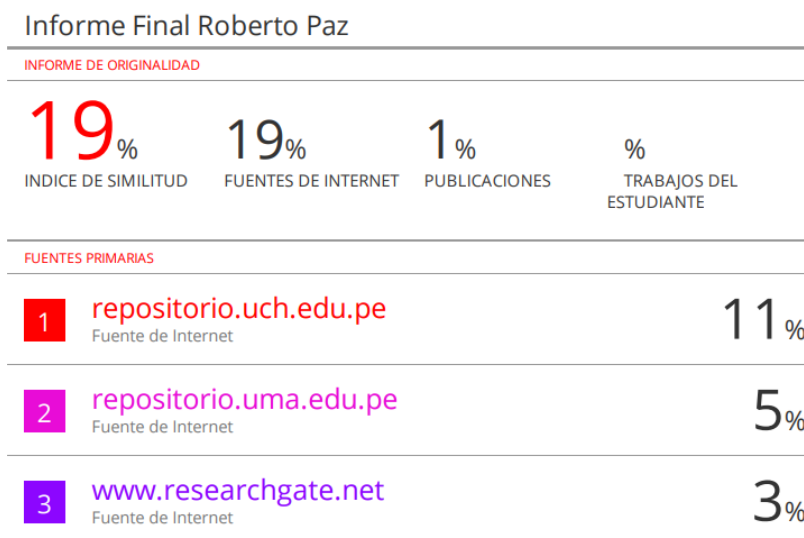 Informe Final Roberto Paz
INFORME DE ORIGINALIDAD
19%
19%
1%
%
INDICE DE SIMILITUD
FUENTES DE INTERNET
PUBLICACIONES
TRABAJOS DEL
ESTUDIANTE
FUENTES PRIMARIAS
1
repositorio.uch.edu.pe
Fuente de Internet
11%
2
repositorio.uma.edu.pe
Fuente de Internet
5%
3
www.researchgate.net
Fuente de Internet
3%